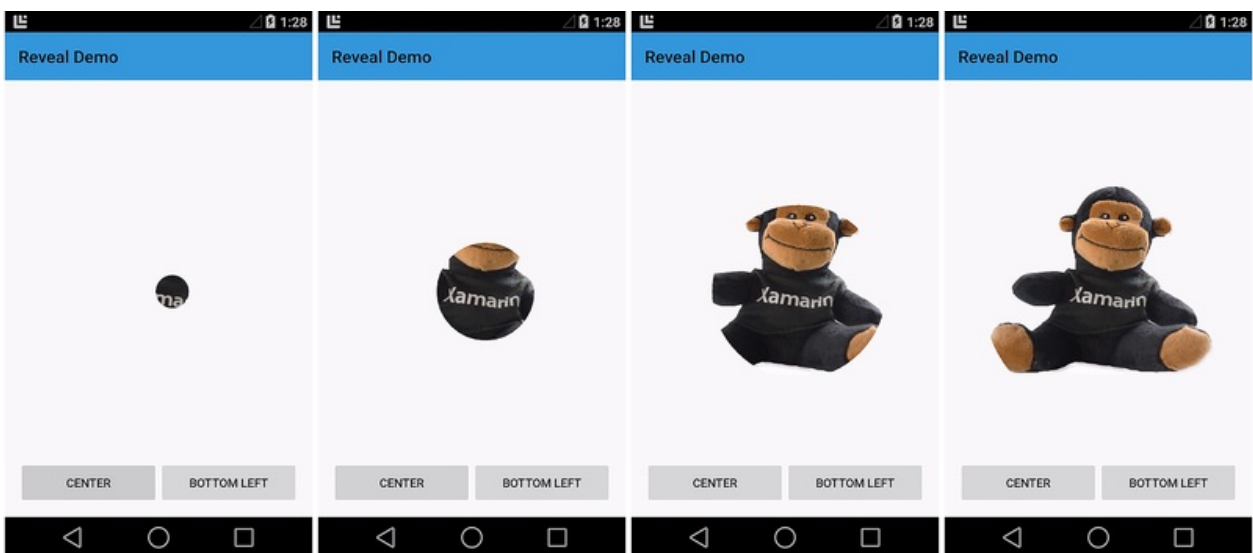 1:28
Reveal Demo
ma
CENTER
BOTTOM LEFT
1:28
Reveal Demo
Xamarin
CENTER
BOTTOM LEFT
1:28
Reveal Demo
Xamarin
CENTER
BOTTOM LEFT
1:28
Reveal Demo
Xamarin
CENTER
BOTTOM LEFT